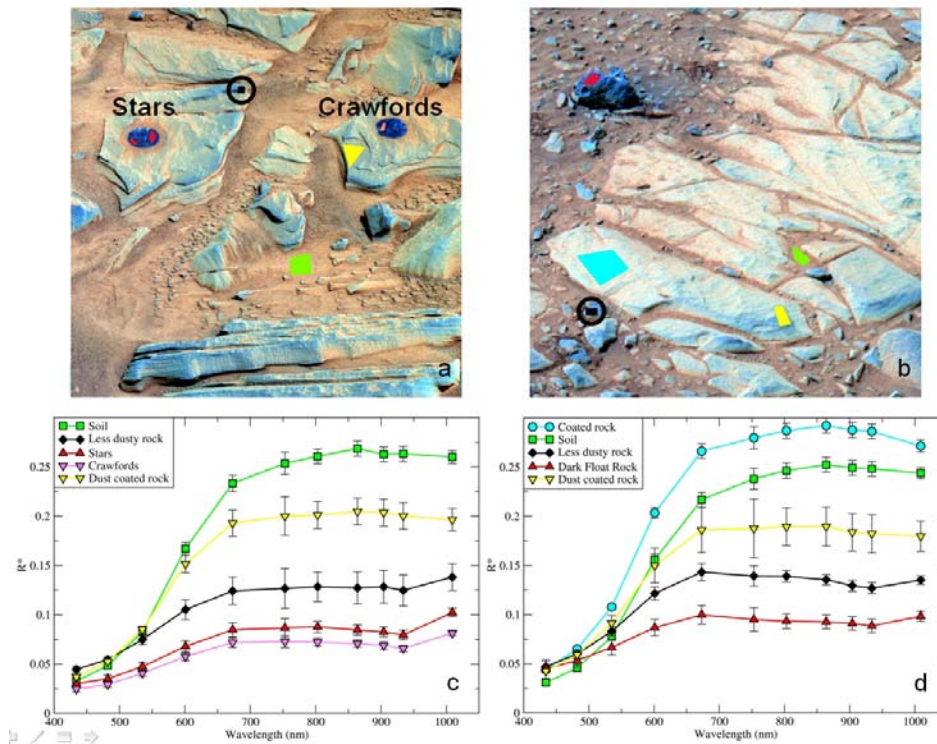 Stars
Crawfords
a
b
Soil
Less dusty rock
Stars
Crawfords
Dust coated rock
0.25
0.2
0.15
0.1
0.05
0
R*
400
500
600
700
800
900
1000
Wavelength (nm)
c
Coated rock
Soil
Less dusty rock
Dark Float Rock
Dust coated rock
0.25
0.2
0.15
0.1
0.05
0
R*
400
500
600
700
800
900
1000
Wavelength (nm)
d